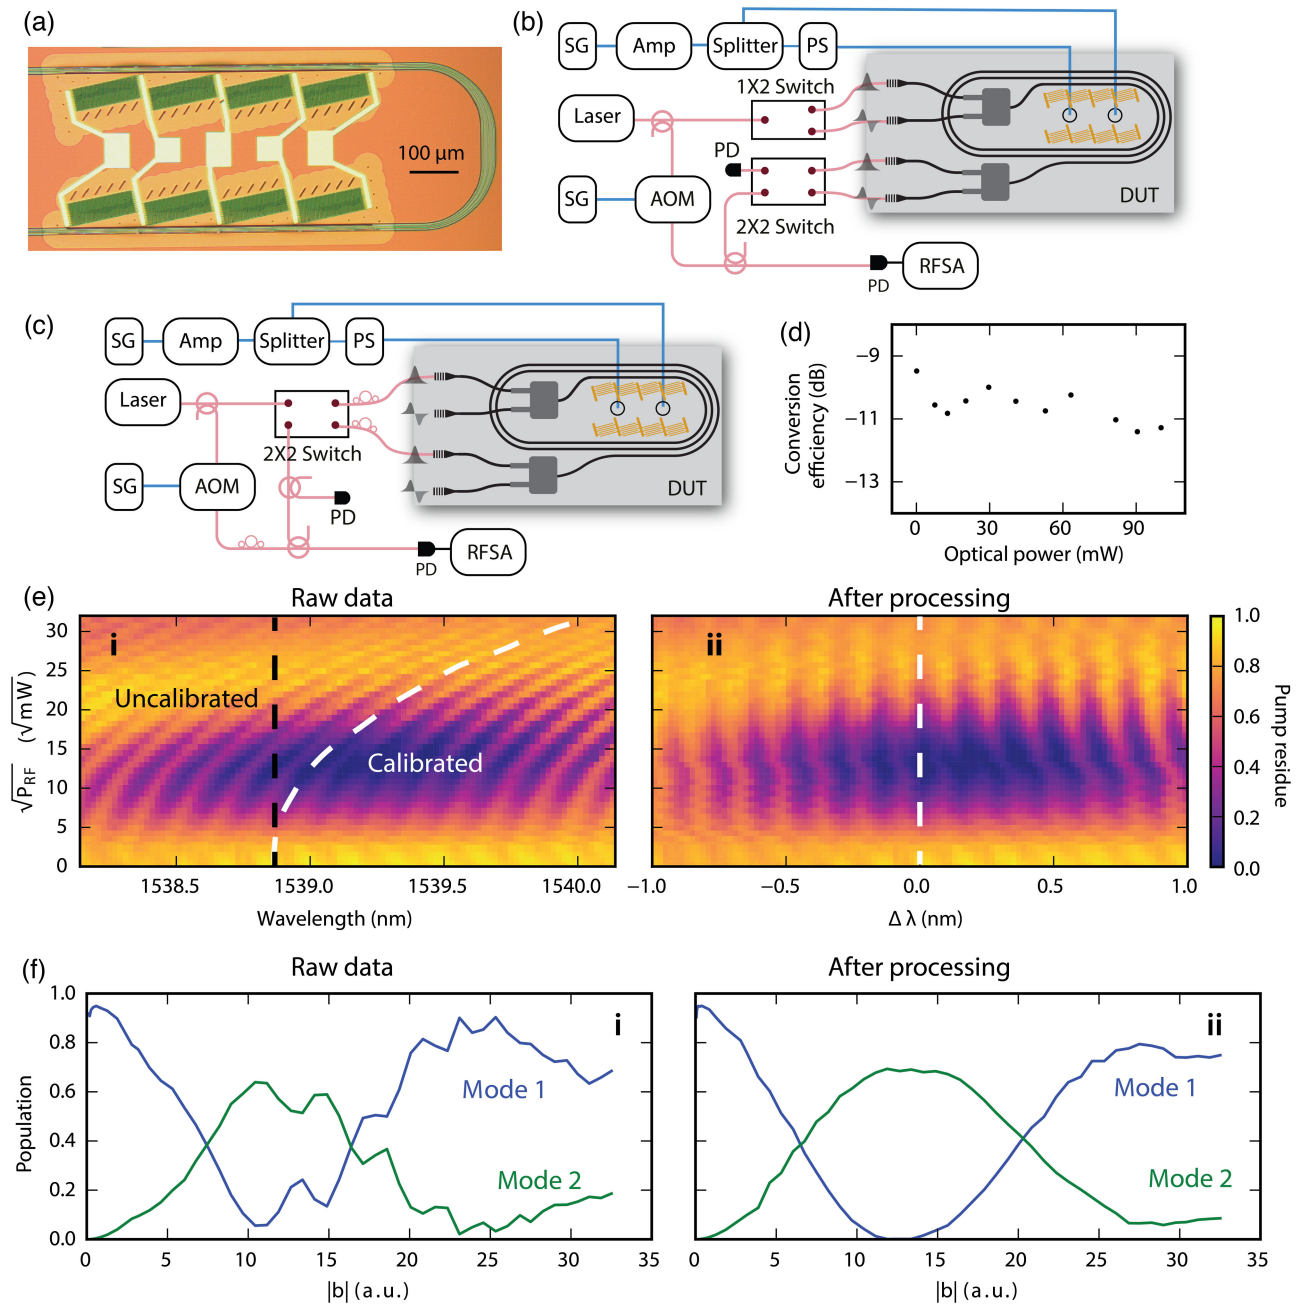 (a)
100 μm
(b)
SG
Amp
Splitter
PS
1X2 Switch
Laser
PD
SG
AOM
2X2 Switch
DUT
PD
RFSA
(c)
SG
Amp
Splitter
PS
Laser
2X2 Switch
SG
AOM
PD
DUT
PD
RFSA
(d)
Conversion
efficiency (dB)
−9
−11
−13
0 30 60 90
Optical power (mW)
(e)
Raw data
i
Uncalibrated
Calibrated
√PRF (√mW)
30
25
20
15
10
5
0
1538.5 1539.0 1539.5 1540.0
Wavelength (nm)
After processing
ii
−1.0 −0.5 0.0 0.5 1.0
Δ λ (nm)
1.0
0.8
0.6
0.4
0.2
0.0
Pump residue
(f)
Raw data
i
Mode 1
Mode 2
Population
1.0
0.8
0.6
0.4
0.2
0.0
0 5 10 15 20 25 30 35
|b| (a.u.)
After processing
ii
Mode 1
Mode 2
0 5 10 15 20 25 30 35
|b| (a.u.)